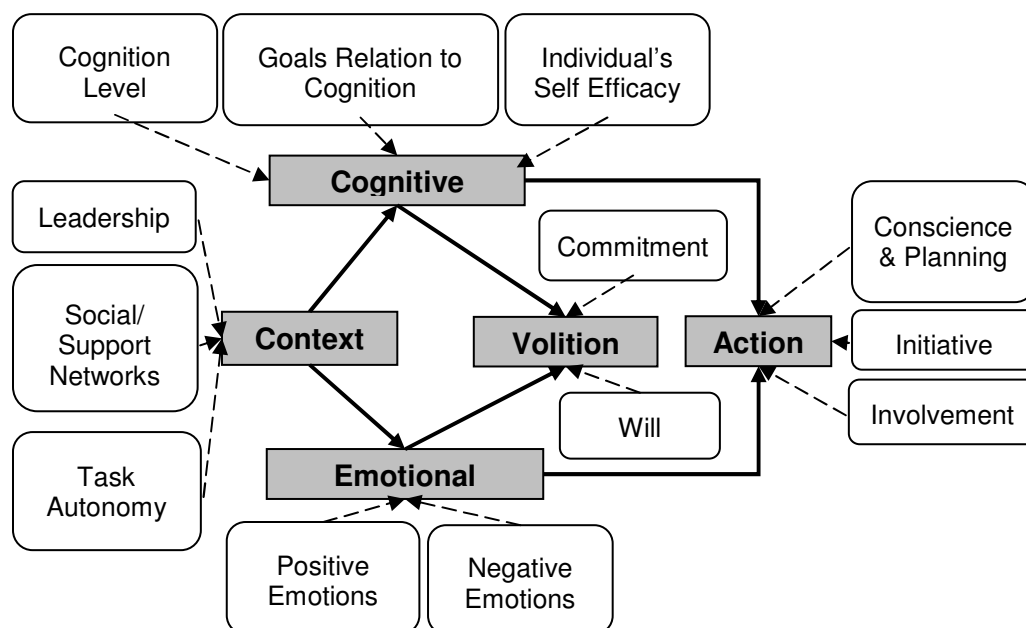 Cognition
Level
Goals Relation to
Cognition
Individual’s
Self Efficacy
Cognitive
Leadership
Commitment
Conscience
& Planning
Social/
Support
Networks
Context
Volition
Action
Initiative
Will
Involvement
Task
Autonomy
Emotional
Positive
Emotions
Negative
Emotions